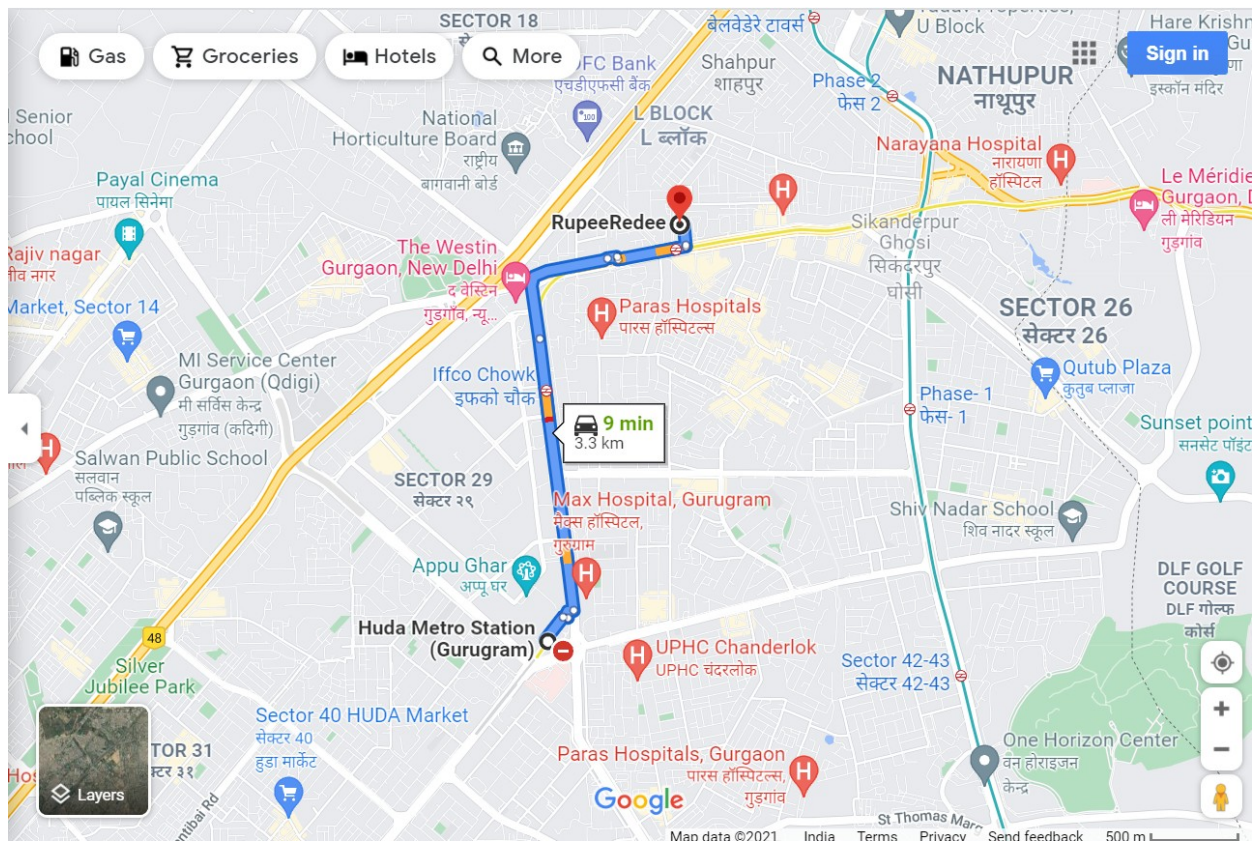 SECTOR 18
बेलवेडेरे टावर्स
U Block
Hare Krishn
Gas
Groceries
Hotels
More
Sign in
Bank
एचडीएफसी बैंक
Shahpur
शाहपुर
Phase 2
फेस 2
NATHUPUR
नाथूपुर
इस्कॉन मंदिर
Senior
chool
National
Horticulture Board
राष्ट्रीय
बागवानी बोर्ड
100
L BLOCK
L ब्लॉक
Narayana Hospital
नारायणा
हॉस्पिटल
Payal Cinema
पायल सिनेमा
Le Méridie
Gurgaon, D
ली मेरिडियन
गुड़गांव
RupeeRedee
Sikanderpur
Ghosi
सिकंदरपुर
घोसी
Rajiv nagar
नगर
The Westin
Gurgaon, New Delhi
द वेस्टिन
गुड़गाँव, न्यू...
Market, Sector 14
Paras Hospitals
पारस हॉस्पिटल्स
SECTOR 26
सेक्टर 26
MI Service Center
Gurgaon (Qdigi)
मी सर्विस केन्द्र
गुड़गांव (कदिगी)
Iffco Chowk
इफको चौक
Qutub Plaza
कुतुब प्लाजा
Phase- 1
फेस- 1
9 min
3.3 km
Sunset point
सनसेट पॉइंट
Salwan Public School
सलवान
पब्लिक स्कूल
SECTOR 29
सेक्टर २९
Max Hospital, Gurugram
मैक्स हॉस्पिटल,
गुरुग्राम
Shiv Nadar School
शिव नादर स्कूल
Appu Ghar
अप्पू घर
DLF GOLF
COURSE
DLF गोल्फ
कोर्स
Huda Metro Station
(Gurugram)
48
UPHC Chanderlok
UPHC चंदरलोक
Silver
Jubilee Park
Sector 42-43
सेक्टर 42-43
Sector 40 HUDA Market
सेक्टर 40
हुडा मार्केट
TOR 31
क्टर ३१
Layers
Paras Hospitals, Gurgaon
पारस हॉस्पिटल्स,
गुड़गांव
One Horizon Center
वन होराइजन
केन्द्र
Google
St Thomas Marg
Map data ©2021 India Terms Privacy Send feedback 500 m